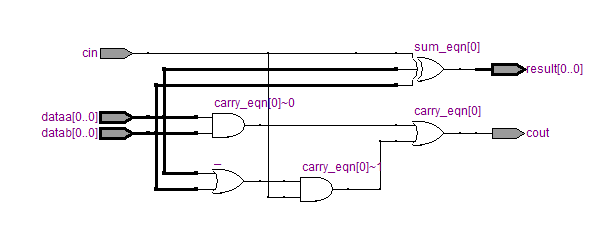 cin
sum_eqn[0]
result[0..0]
dataa[0..0]
datab[0..0]
carry_eqn[0]~0
carry_eqn[0]
cout
_
carry_eqn[0]~1